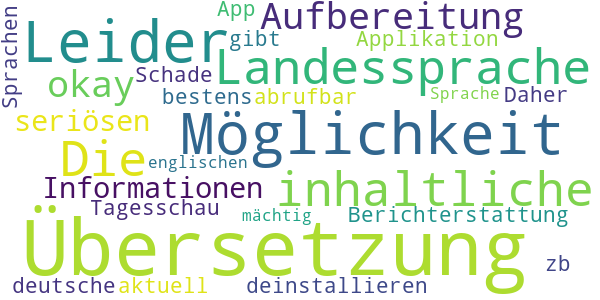 App
Aufbereitung
Sprachen
Leider
gibt
Applikation
Landessprache
okay
Schade
bestens
abrufbar
Sprache
Daher
seriösen
Möglichkeit
Die
englischen
Informationen
inhaltliche
Tagesschau
mächtig
Berichterstattung
Übersetzung
zb
deutsche
aktuell
deinstallieren